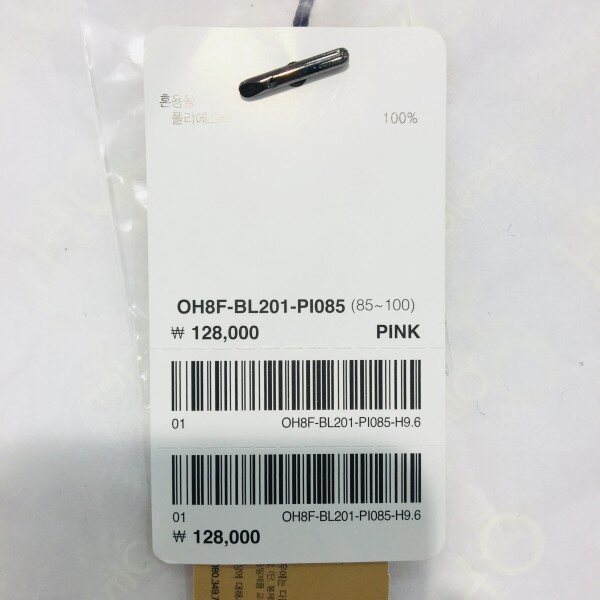 혼용율
폴리에스터 100%
OH8F-BL201-PI085 (85~100)
₩ 128,000 PINK
01 OH8F-BL201-PI085-H9.6
01 OH8F-BL201-PI085-H9.6
₩ 128,000